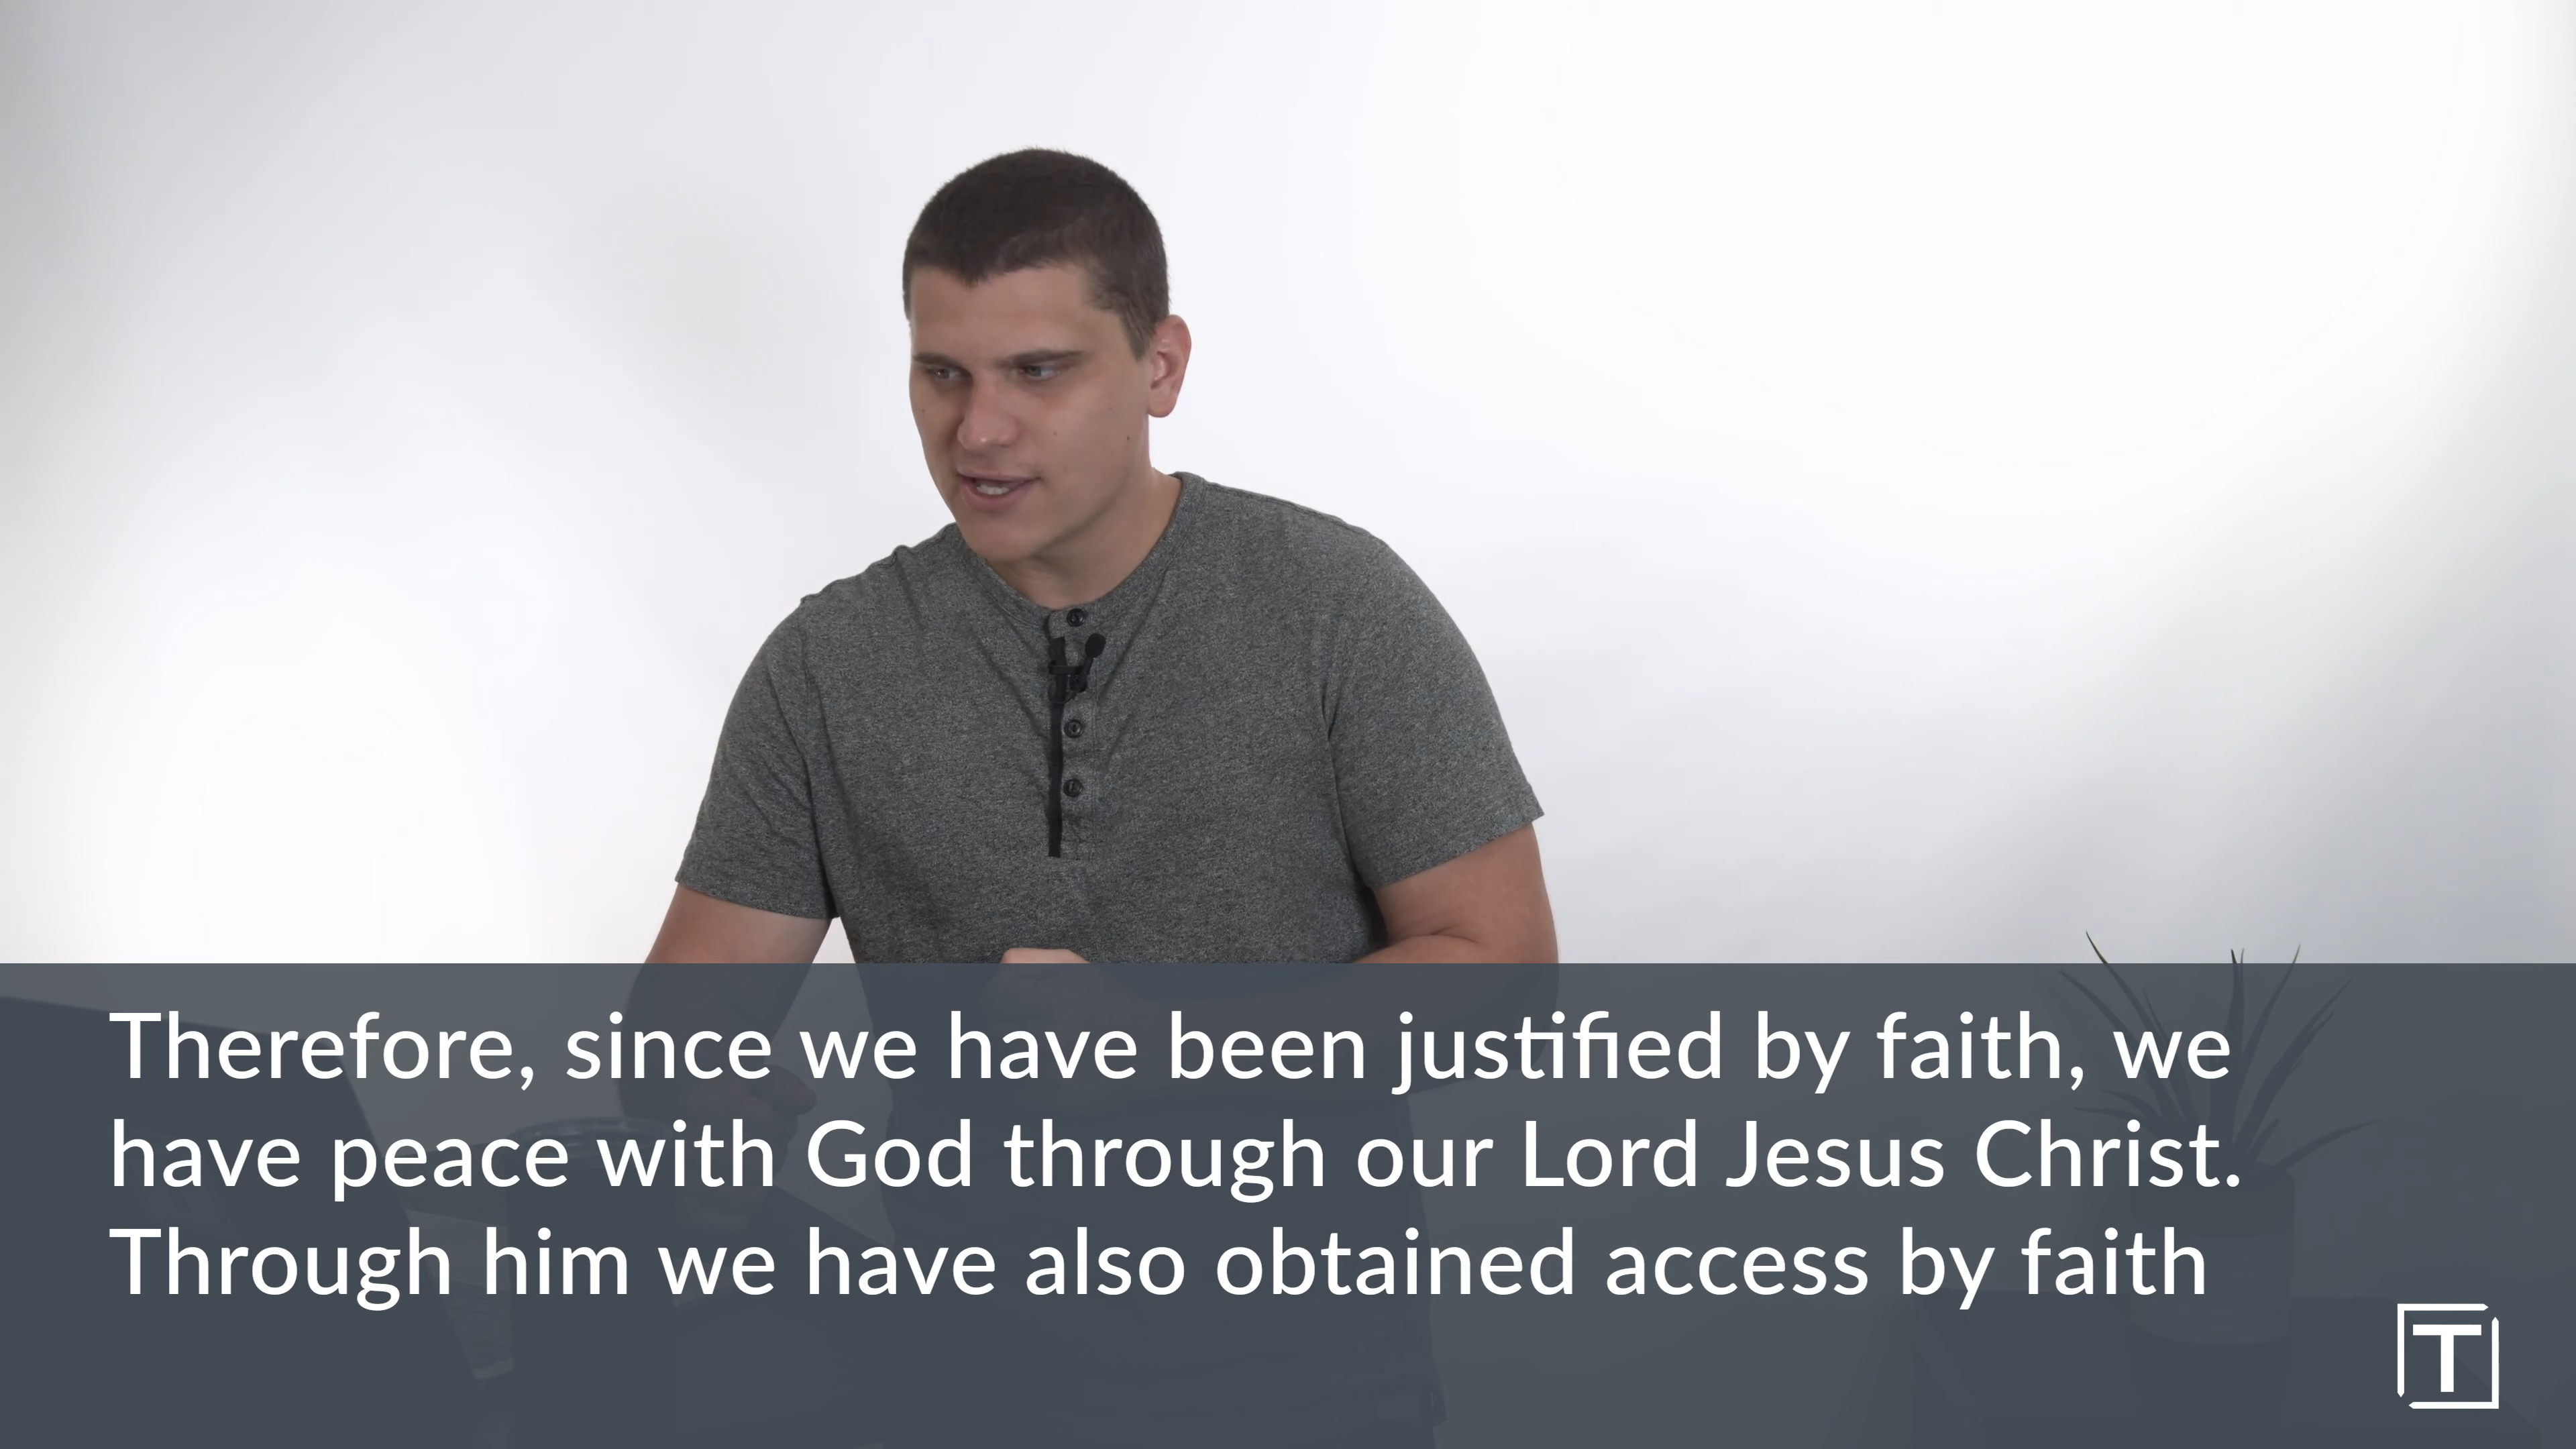 Therefore, since we have been justified by faith, we
have peace with God through our Lord Jesus Christ.
Through him we have also obtained access by faith
T